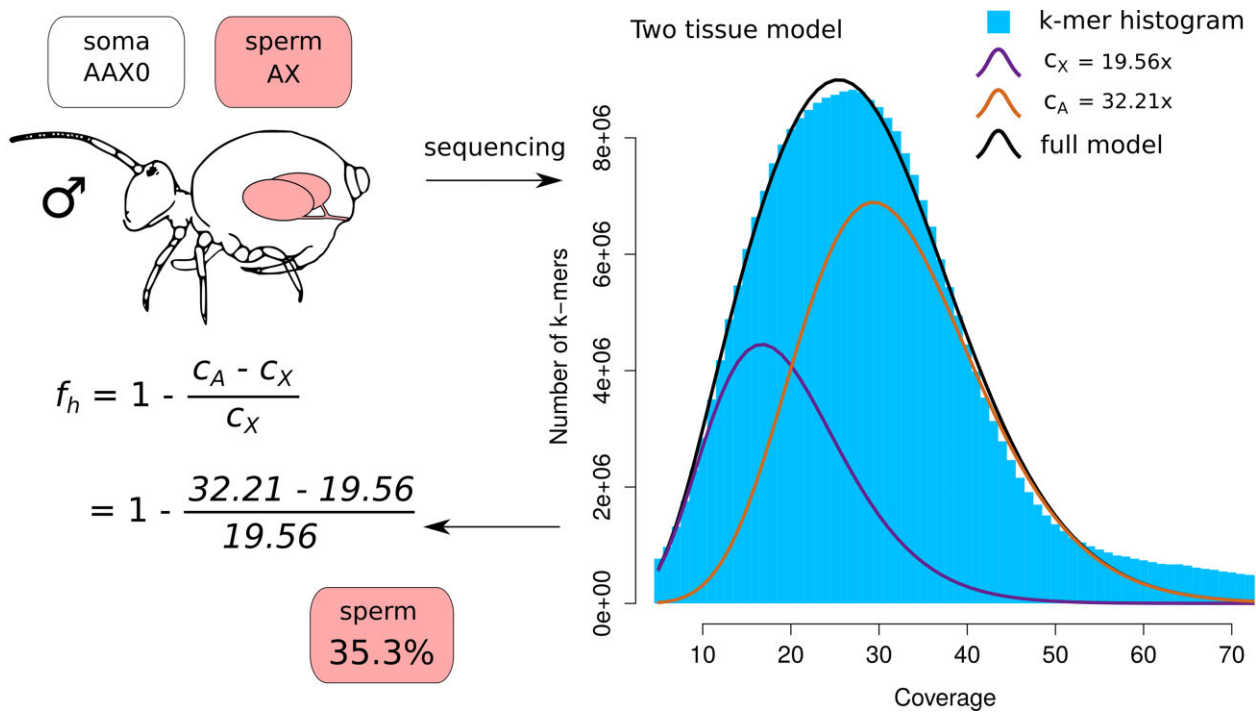 soma
AAX0
sperm
AX
♂
sequencing
f_h = 1 - (c_A - c_X) / c_X
= 1 - (32.21 - 19.56) / 19.56
sperm
35.3%
Two tissue model
k-mer histogram
c_X = 19.56x
c_A = 32.21x
full model
Number of k-mers
0e+00
2e+06
4e+06
6e+06
8e+06
10
20
30
40
50
60
70
Coverage